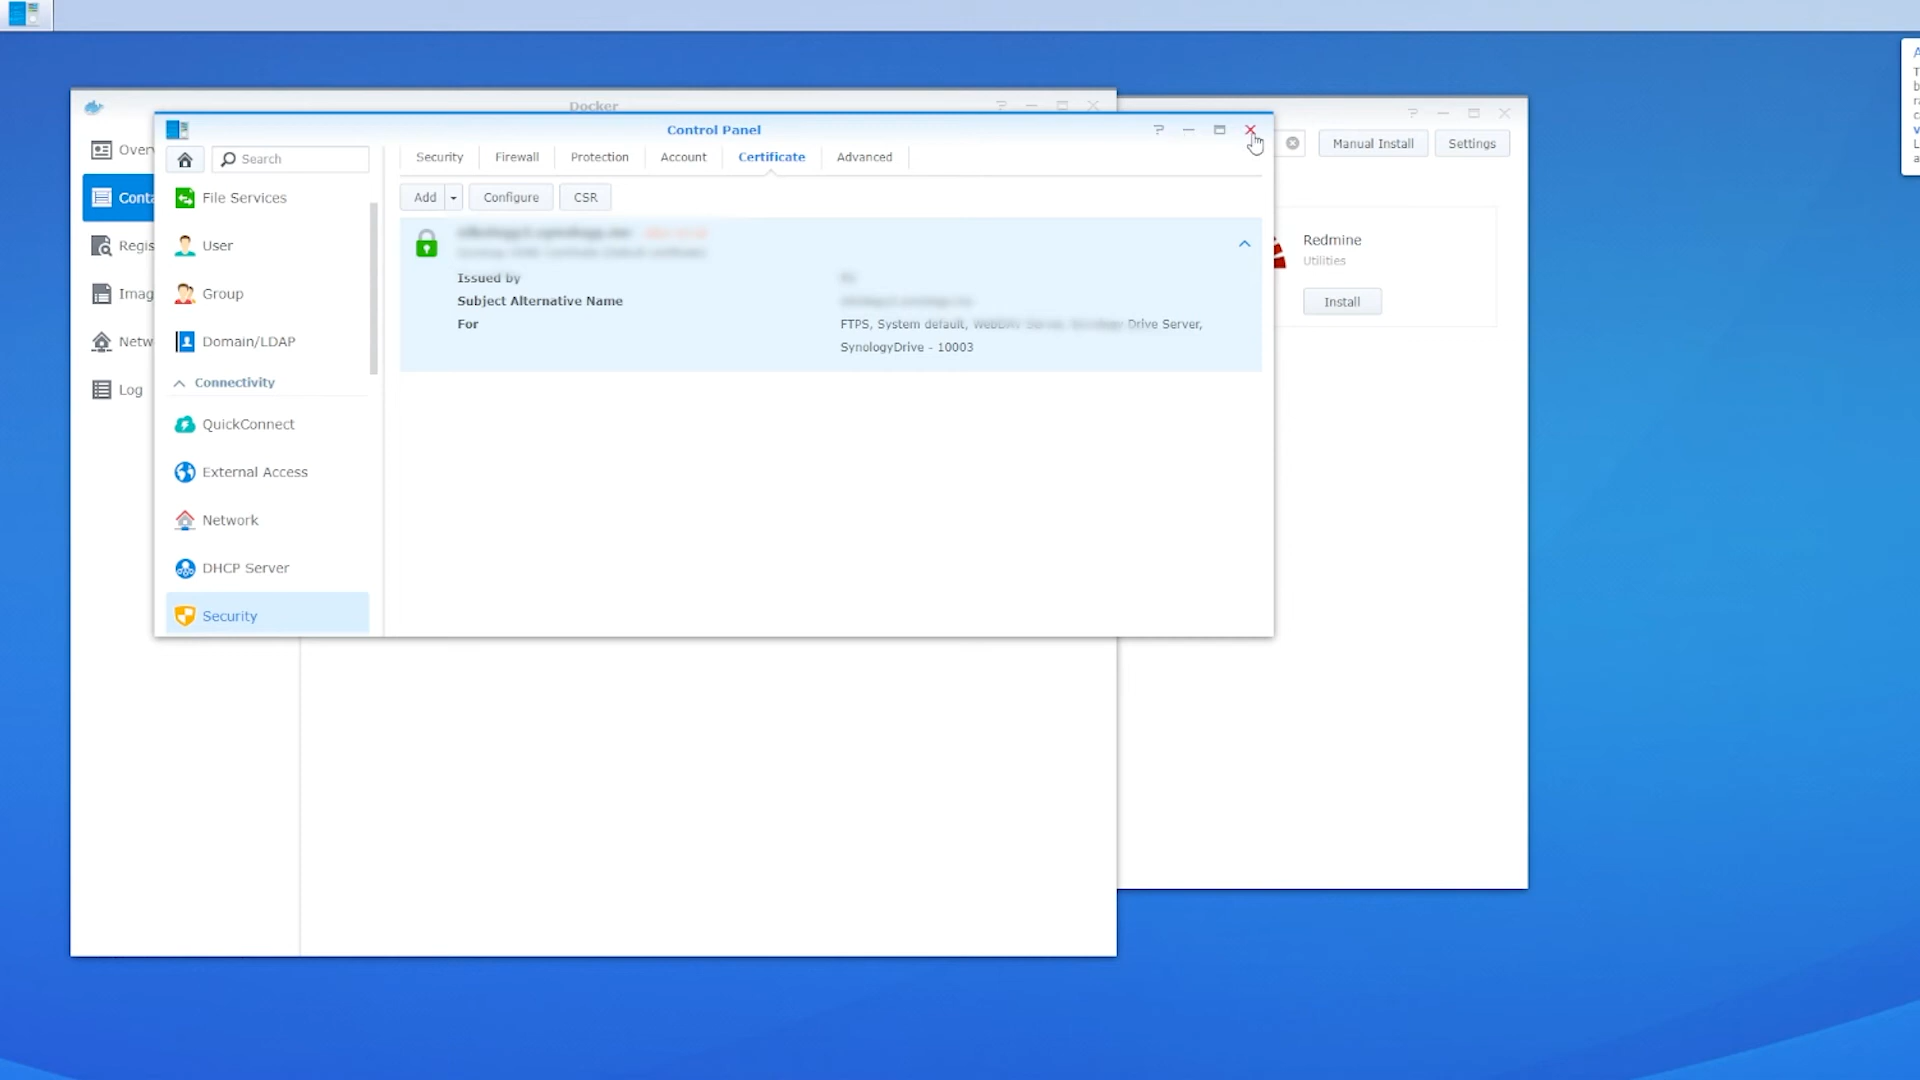 Docker
Control Panel
Over
Conta
Regis
Imag
Netw
Log
Search
File Services
User
Group
Domain/LDAP
Connectivity
QuickConnect
External Access
Network
DHCP Server
Security
Security Firewall Protection Account Certificate Advanced
Add Configure CSR
Issued by
Subject Alternative Name
For
FTPS, System default, Drive Server,
SynologyDrive - 10003
Manual Install Settings
Redmine
Utilities
Install